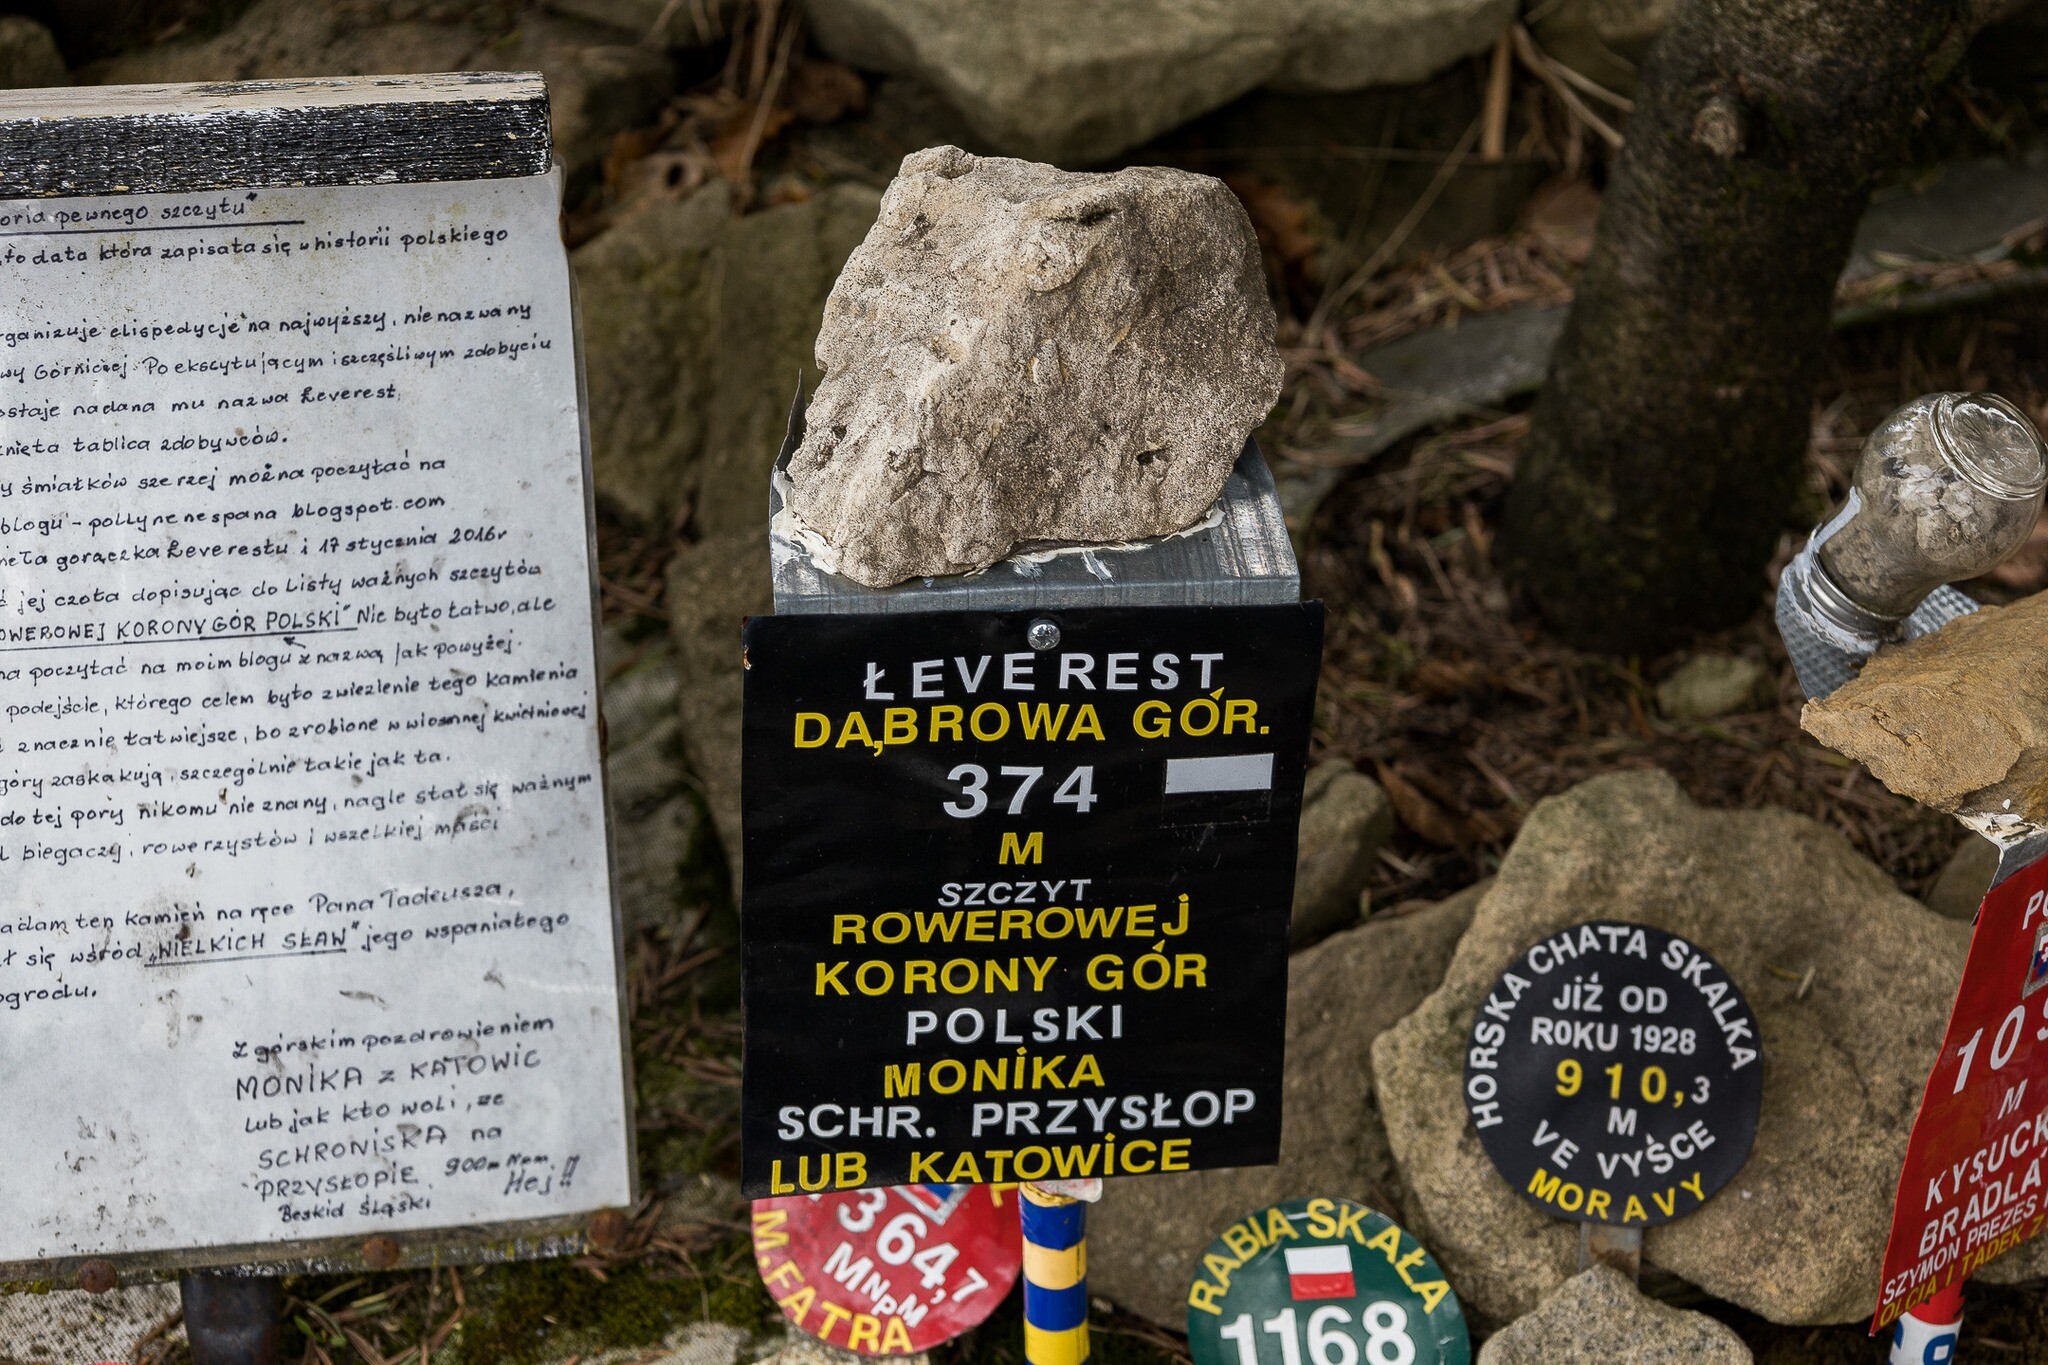 oria pewnego szczytu"
to data która zapisała się w historii polskiego
rganizuje elispedycje na najwyższy, nienazwany
wy Górniczej. Po ekscytującym i szczęśliwym zdobyciu
ostaje nadana mu nazwa Łeverest.
nięta tablica zdobywców.
y śmiałków szerzej można poczytać na
blogu - pollynenespana blogspot.com
neła gorączka Łeverestu i 17 stycznia 2016r
jej czoła dopisując do Listy ważnych szczytów
OWEROWEJ KORONY GÓR POLSKI" Nie było łatwo, ale
na poczytać na moim blogu z nazwą jak powyżej.
podejście, którego celem było zwiezienie tego kamienia
znacznie łatwiejsze, bo zrobione w wiosennej kwietniowej
góry zaskakują, szczególnie takie jak ta.
do tej pory nikomu nie znany, nagle stał się ważnym
l biegaczy, rowerzystów i wszelkiej maści
adam ten kamień na ręce Pana Tadeusza,
ł się wśród „WIELKICH SŁAW" jego wspaniałego
ogrodu.
Z górskim pozdrowieniem
MONIKA z KATOWIC
lub jak kto woli, ze
SCHRONISKA na
PRZYSŁOPIE 900m npm
Beskid Śląski Hej!!
ŁEVEREST
DĄBROWA GÓR.
374
M
SZCZYT
ROWEROWEJ
KORONY GÓR
POLSKI
MONIKA
SCHR. PRZYSŁOP
LUB KATOWICE
364,7
MNPM
M.FATRA
RABIA SKAŁA
1168
HORSKA CHATA SKALKA
JIŹ OD
ROKU 1928
910,3
M
VE VYŠCE
MORAVY
10
M
KYSUCK
BRADLA
SZYMON PREZES
OLCIA I TADEK Z